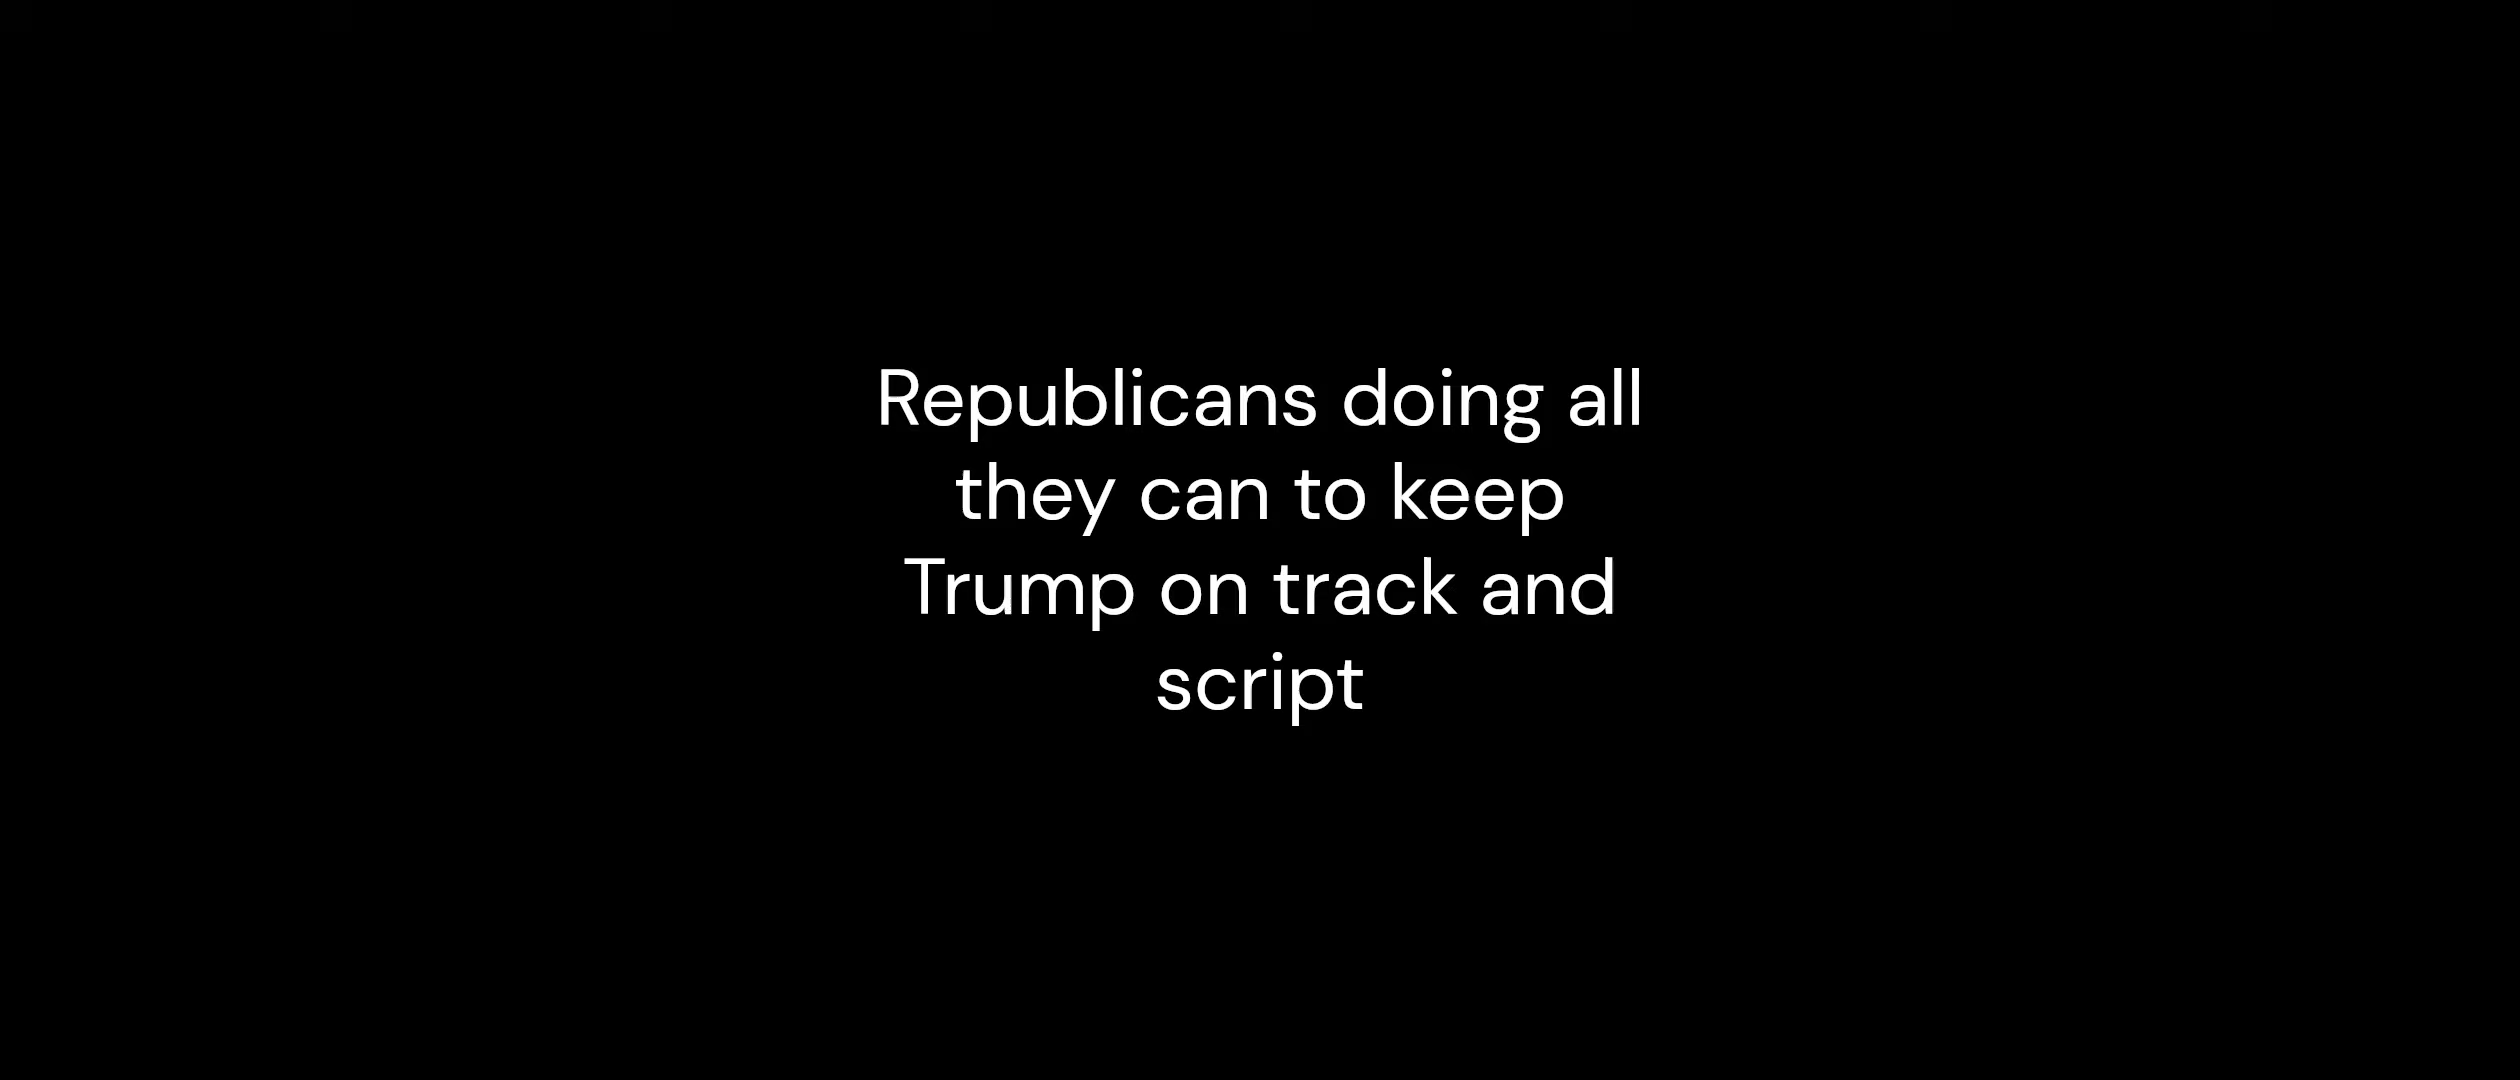 Republicans doing all
they can to keep
Trump on track and
script